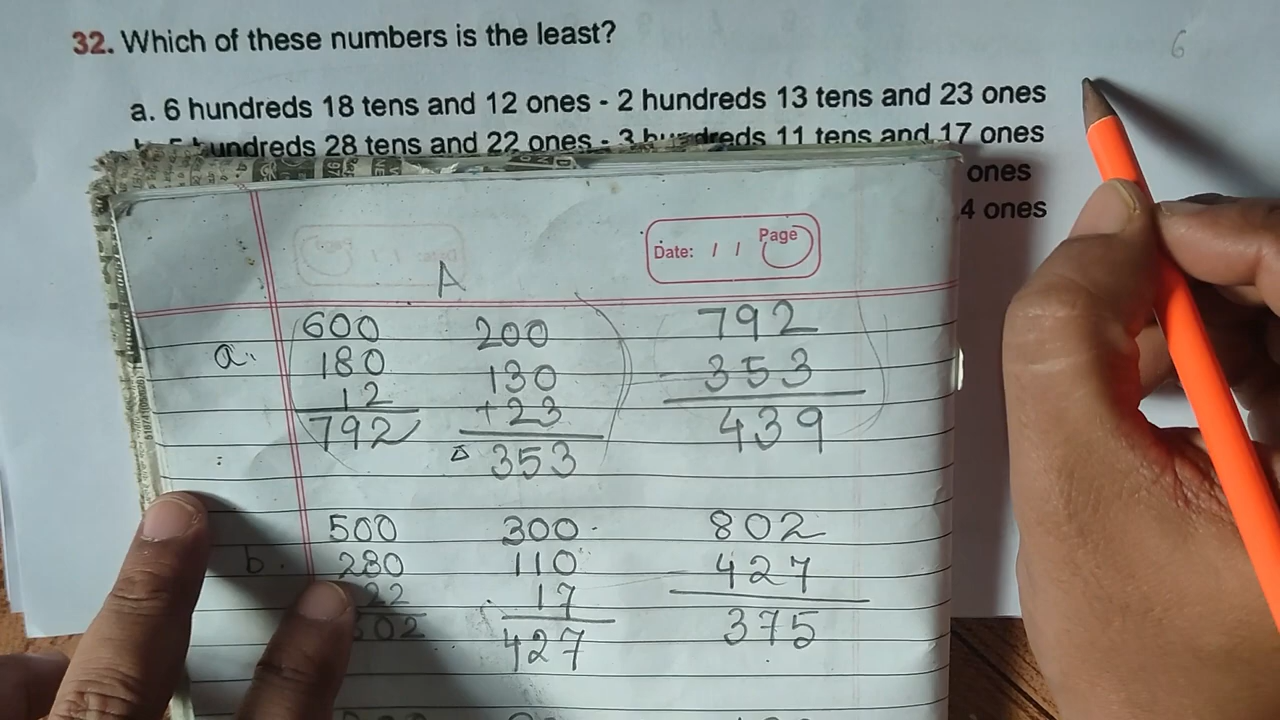 32. Which of these numbers is the least?
6
a. 6 hundreds 18 tens and 12 ones - 2 hundreds 13 tens and 23 ones
b. 5 hundreds 28 tens and 22 ones - 3 hundreds 11 tens and 17 ones
ones
4 ones
Date: / / Page
A
a. 600 200 792
180 130 353
12 +23 439
792 353
500 300 802
b. 280 110 427
22 17 375
802 427